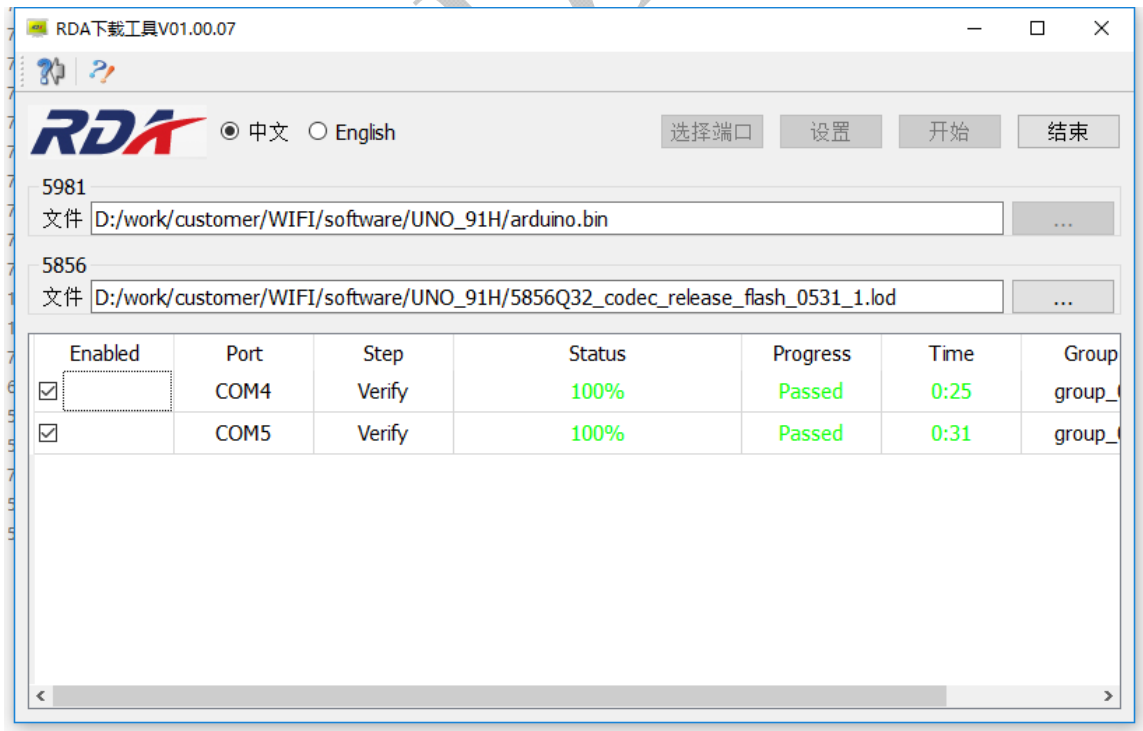 RDA下载工具V01.00.07
RDA 中文 English 选择端口 设置 开始 结束
5981
文件 D:/work/customer/WIFI/software/UNO_91H/arduino.bin ...
5856
文件 D:/work/customer/WIFI/software/UNO_91H/5856Q32_codec_release_flash_0531_1.lod ...
Enabled Port Step Status Progress Time Group
COM4 Verify 100% Passed 0:25
COM5 Verify 100% Passed 0:31